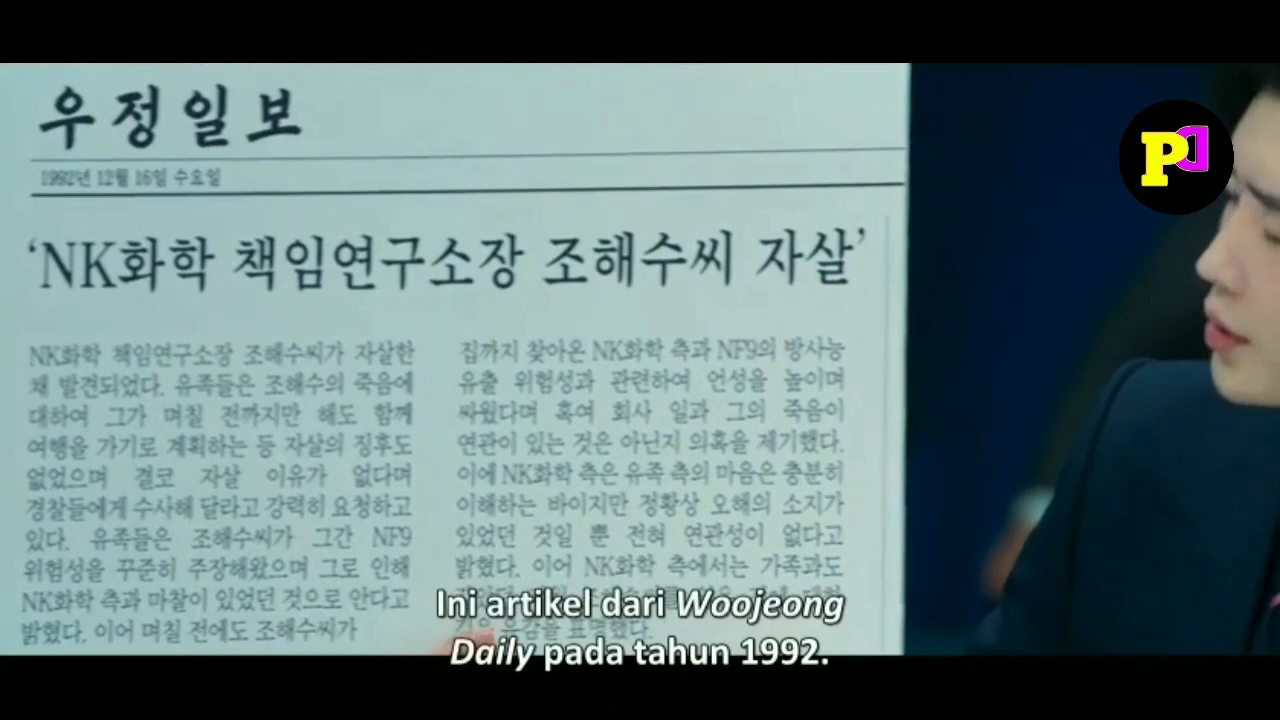 우정일보
1992년 12월 16일 수요일
‘NK화학 책임연구소장 조해수씨 자살’
NK화학 책임연구소장 조해수씨가 자살한
채 발견되었다. 유족들은 조해수의 죽음에
대하여 그가 며칠 전까지만 해도 함께
여행을 가기로 계획하는 등 자살의 징후도
없었으며 결코 자살 이유가 없다며
경찰들에게 수사해 달라고 강력히 요청하고
있다. 유족들은 조해수씨가 그간 NF9
위험성을 꾸준히 주장해왔으며 그로 인해
NK화학 측과 마찰이 있었던 것으로 안다고
밝혔다. 이어 며칠 전에도 조해수씨가
집까지 찾아온 NK화학 측과 NF9의 방사능
유출 위험성과 관련하여 언성을 높이며
싸웠다며 혹여 회사 일과 그의 죽음이
연관이 있는 것은 아닌지 의혹을 제기했다.
이에 NK화학 측은 유족 측의 마음은 충분히
이해하는 바이지만 정황상 오해의 소지가
있었던 것일 뿐 전혀 연관성이 없다고
밝혔다. 이어 NK화학 측에서는 가족과도
유감을 표명했다.
Ini artikel dari Woojeong
Daily pada tahun 1992.
PD